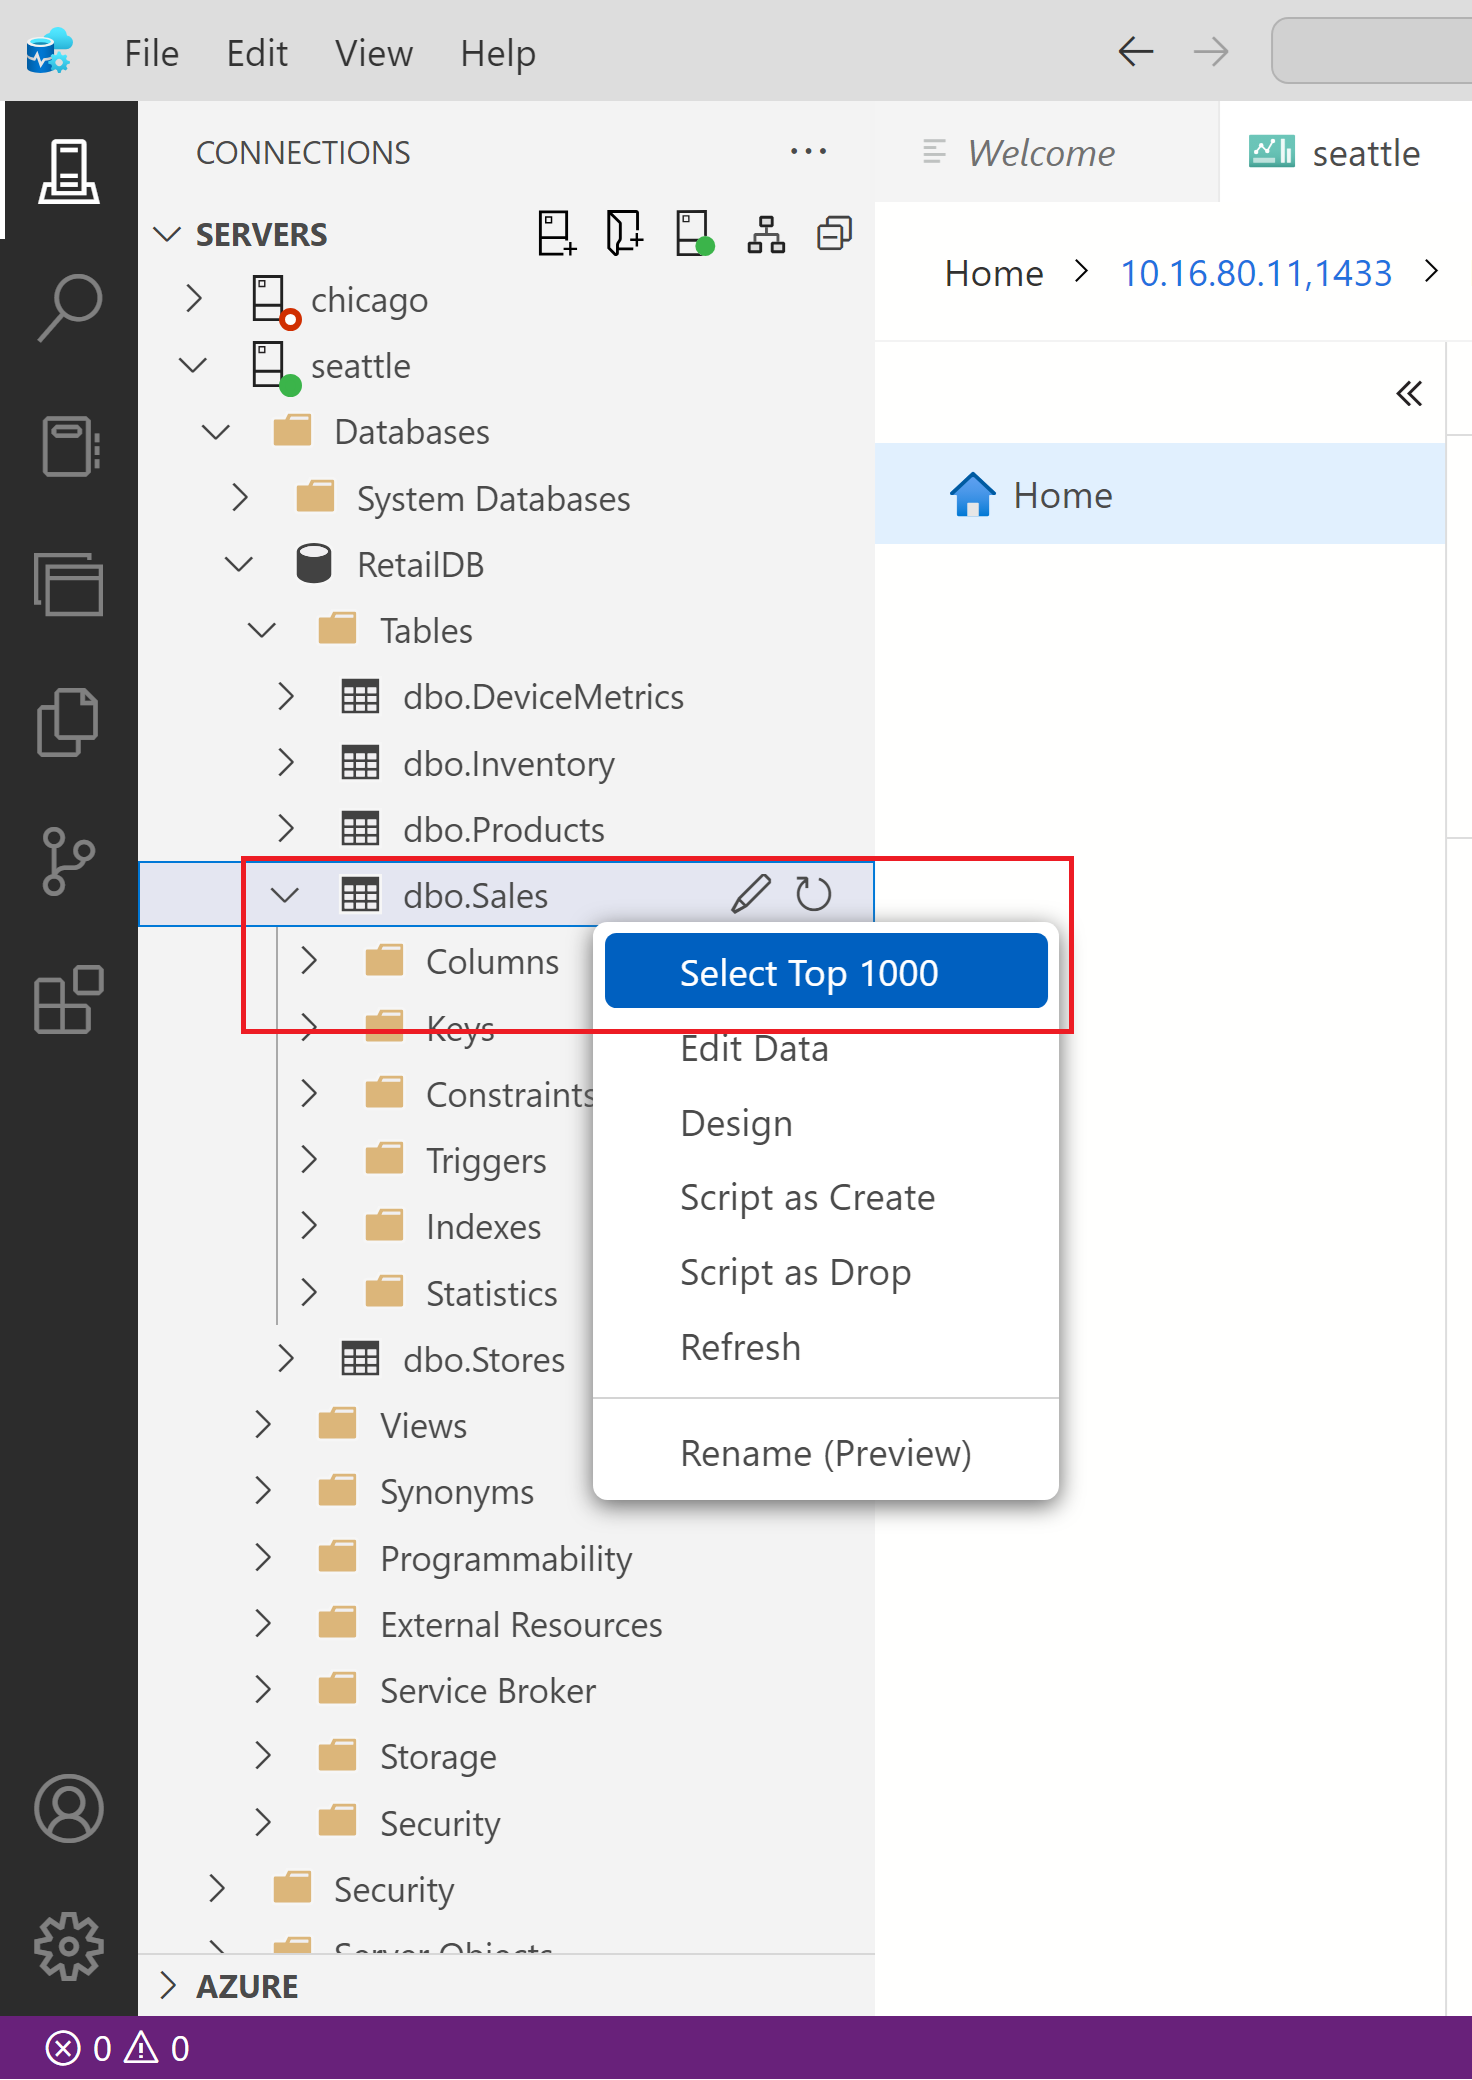 File Edit View Help
CONNECTIONS
Welcome
seattle
SERVERS
Home > 10.16.80.11,1433 >
chicago
seattle
Databases
System Databases
Home
RetailDB
Tables
dbo.DeviceMetrics
dbo.Inventory
dbo.Products
dbo.Sales
Columns
Keys
Constraints
Triggers
Indexes
Statistics
dbo.Stores
Select Top 1000
Edit Data
Design
Script as Create
Script as Drop
Refresh
Rename (Preview)
Views
Synonyms
Programmability
External Resources
Service Broker
Storage
Security
Security
Server Objects
AZURE
0 0